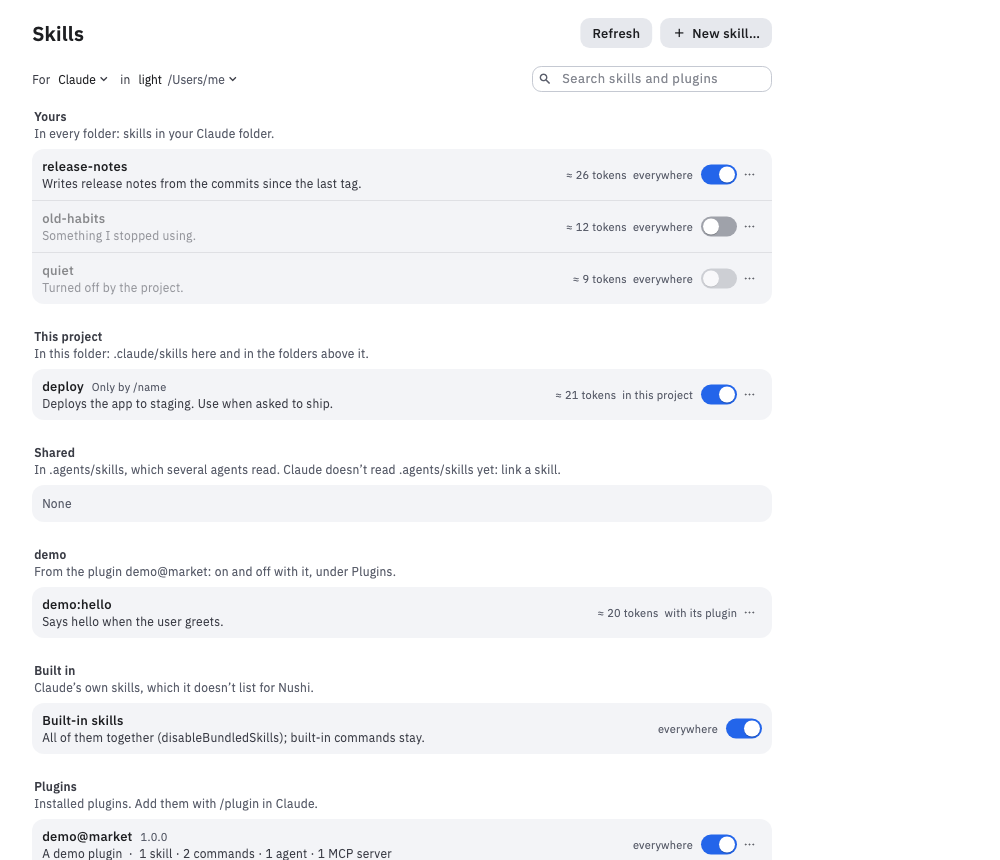 Skills
Refresh
+ New skill...
For Claude in light /Users/me
Search skills and plugins
Yours
In every folder: skills in your Claude folder.
release-notes
Writes release notes from the commits since the last tag.
≈ 26 tokens everywhere ···
old-habits
Something I stopped using.
≈ 12 tokens everywhere ···
quiet
Turned off by the project.
≈ 9 tokens everywhere ···
This project
In this folder: .claude/skills here and in the folders above it.
deploy Only by /name
Deploys the app to staging. Use when asked to ship.
≈ 21 tokens in this project ···
Shared
In .agents/skills, which several agents read. Claude doesn’t read .agents/skills yet: link a skill.
None
demo
From the plugin demo@market: on and off with it, under Plugins.
demo:hello
Says hello when the user greets.
≈ 20 tokens with its plugin ···
Built in
Claude’s own skills, which it doesn’t list for Nushi.
Built-in skills
All of them together (disableBundledSkills); built-in commands stay.
everywhere
Plugins
Installed plugins. Add them with /plugin in Claude.
demo@market 1.0.0
A demo plugin · 1 skill · 2 commands · 1 agent · 1 MCP server
everywhere ···